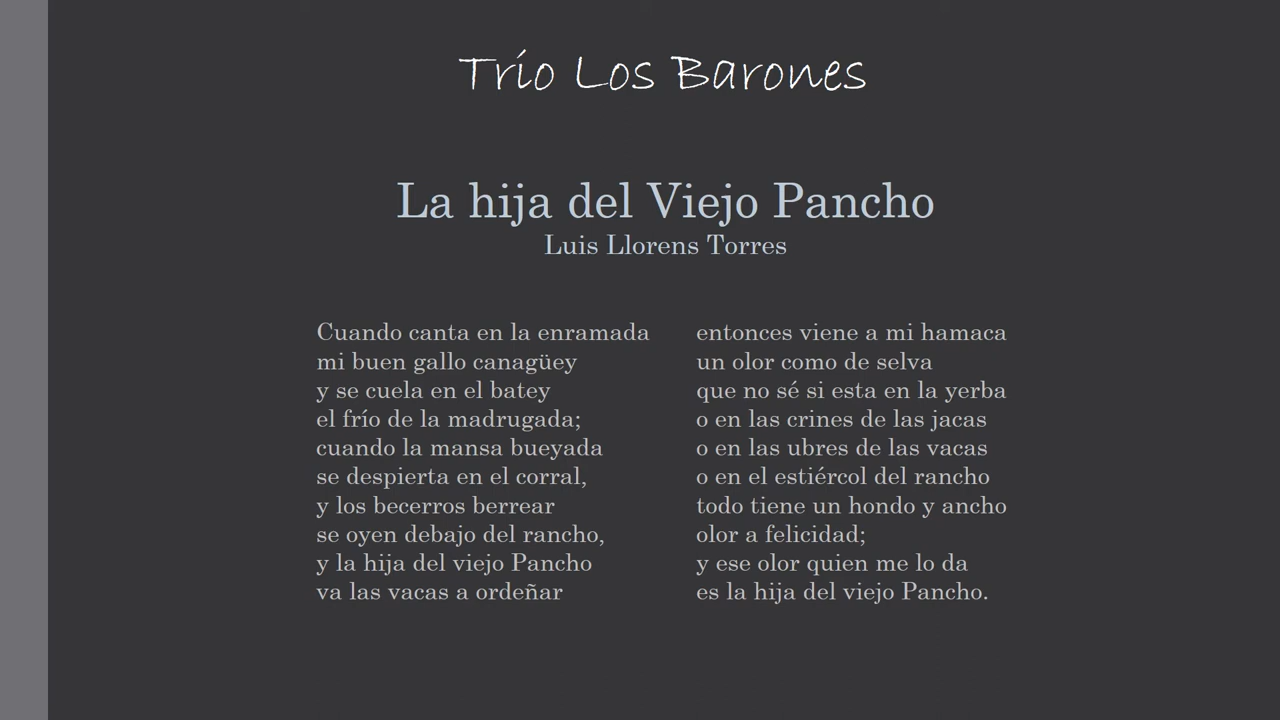 Trío Los Barones
La hija del Viejo Pancho
Luis Llorens Torres
Cuando canta en la enramada
mi buen gallo canagüey
y se cuela en el batey
el frío de la madrugada;
cuando la mansa bueyada
se despierta en el corral,
y los becerros berrear
se oyen debajo del rancho,
y la hija del viejo Pancho
va las vacas a ordeñar
entonces viene a mi hamaca
un olor como de selva
que no sé si esta en la yerba
o en las crines de las jacas
o en las ubres de las vacas
o en el estiércol del rancho
todo tiene un hondo y ancho
olor a felicidad;
y ese olor quien me lo da
es la hija del viejo Pancho.